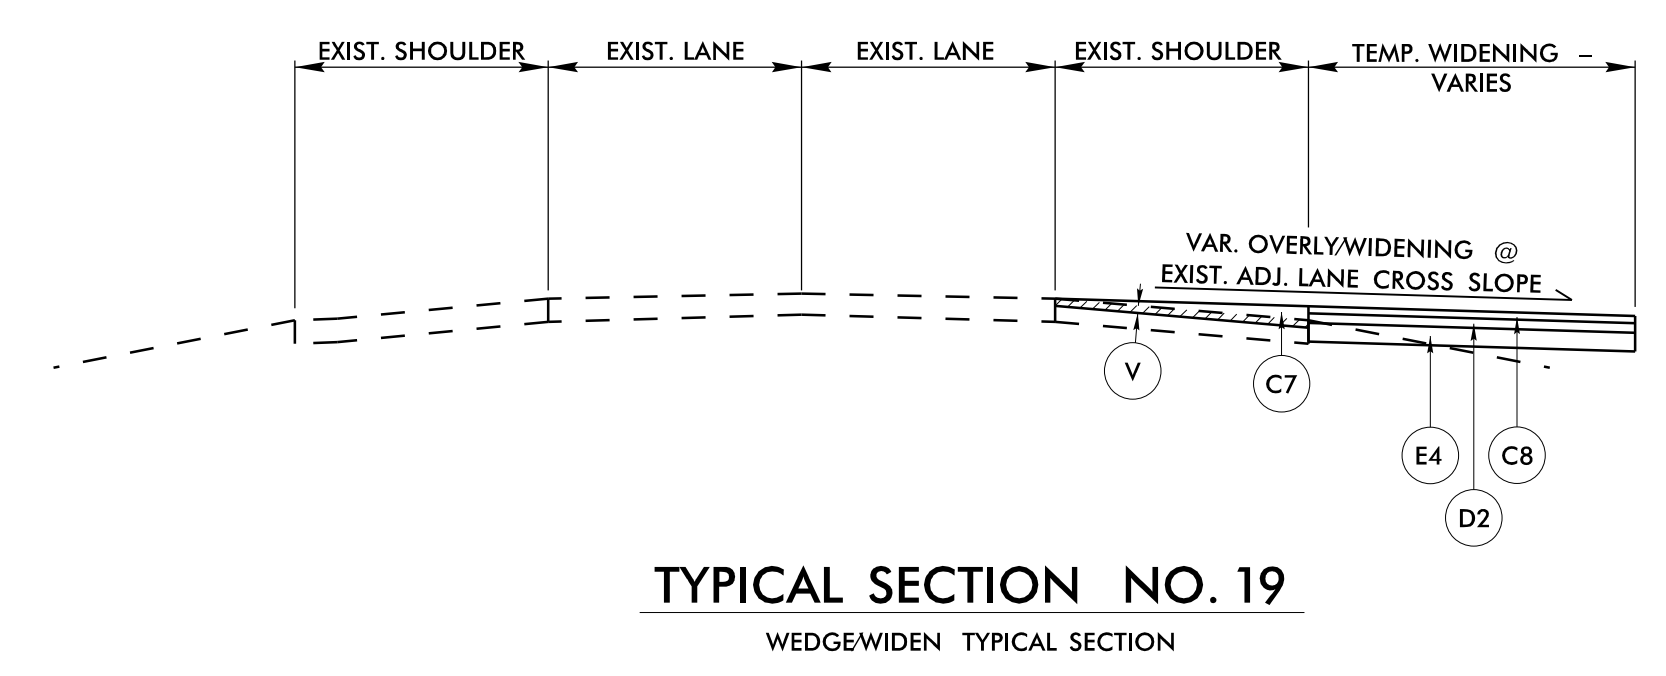 EXIST. SHOULDER EXIST. LANE EXIST. LANE EXIST. SHOULDER TEMP. WIDENING –
VARIES
VAR. OVERLY/WIDENING @
EXIST. ADJ. LANE CROSS SLOPE
V
C7
E4
C8
D2
TYPICAL SECTION NO. 19
WEDGE/WIDEN TYPICAL SECTION